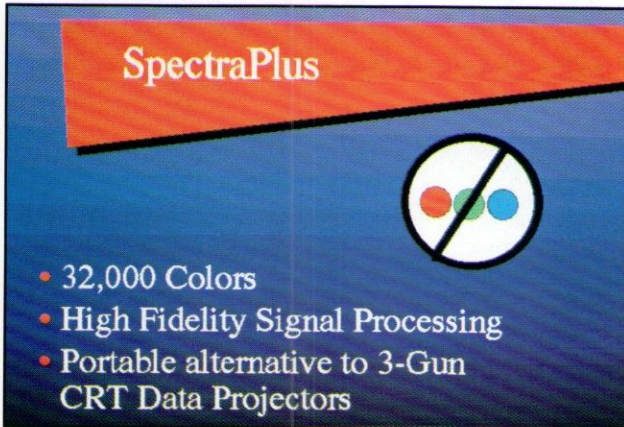 SpectraPlus
• 32,000 Colors
• High Fidelity Signal Processing
• Portable alternative to 3-Gun
CRT Data Projectors